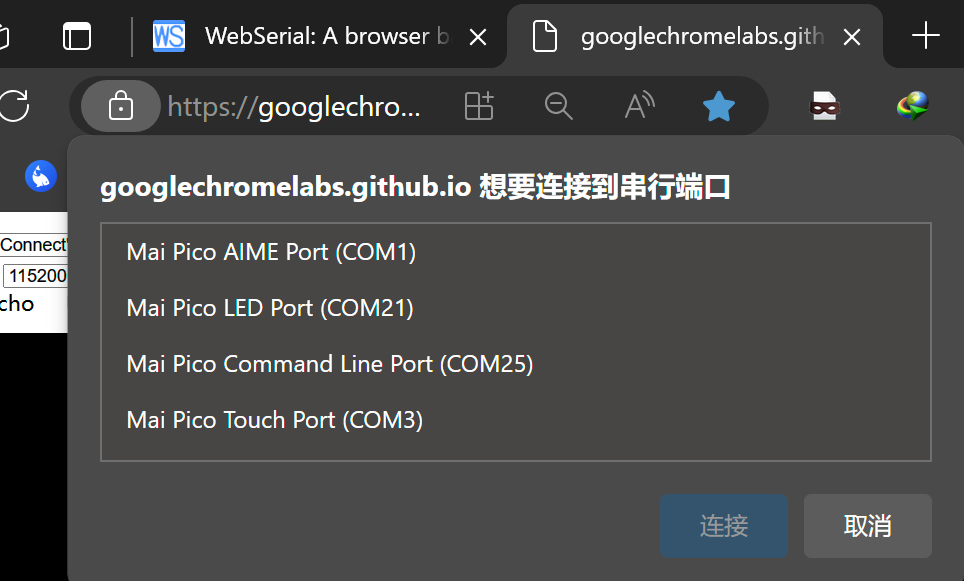 WebSerial: A browser b
googlechromelabs.gith
https://googlechro...
googlechromelabs.github.io 想要连接到串行端口
Connect
115200
cho
Mai Pico AIME Port (COM1)
Mai Pico LED Port (COM21)
Mai Pico Command Line Port (COM25)
Mai Pico Touch Port (COM3)
连接
取消